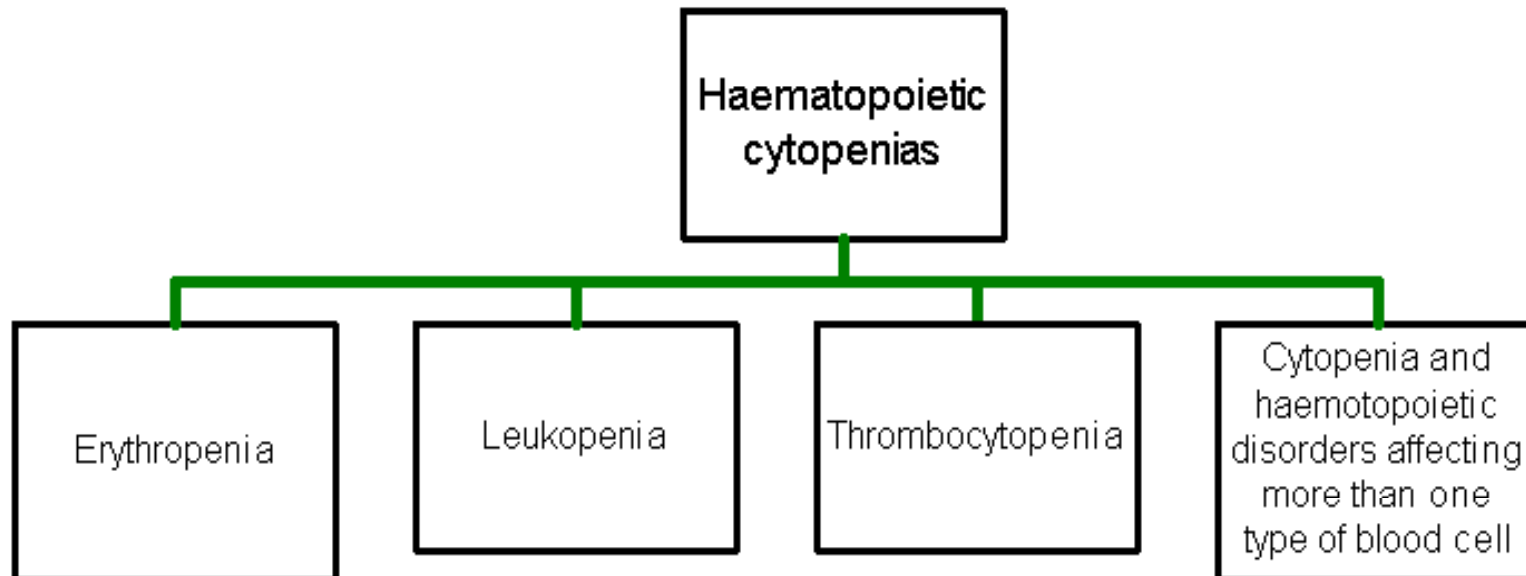 Haematopoietic
cytopenias
Erythropenia
Leukopenia
Thrombocytopenia
Cytopenia and
haemotopoietic
disorders affecting
more than one
type of blood cell